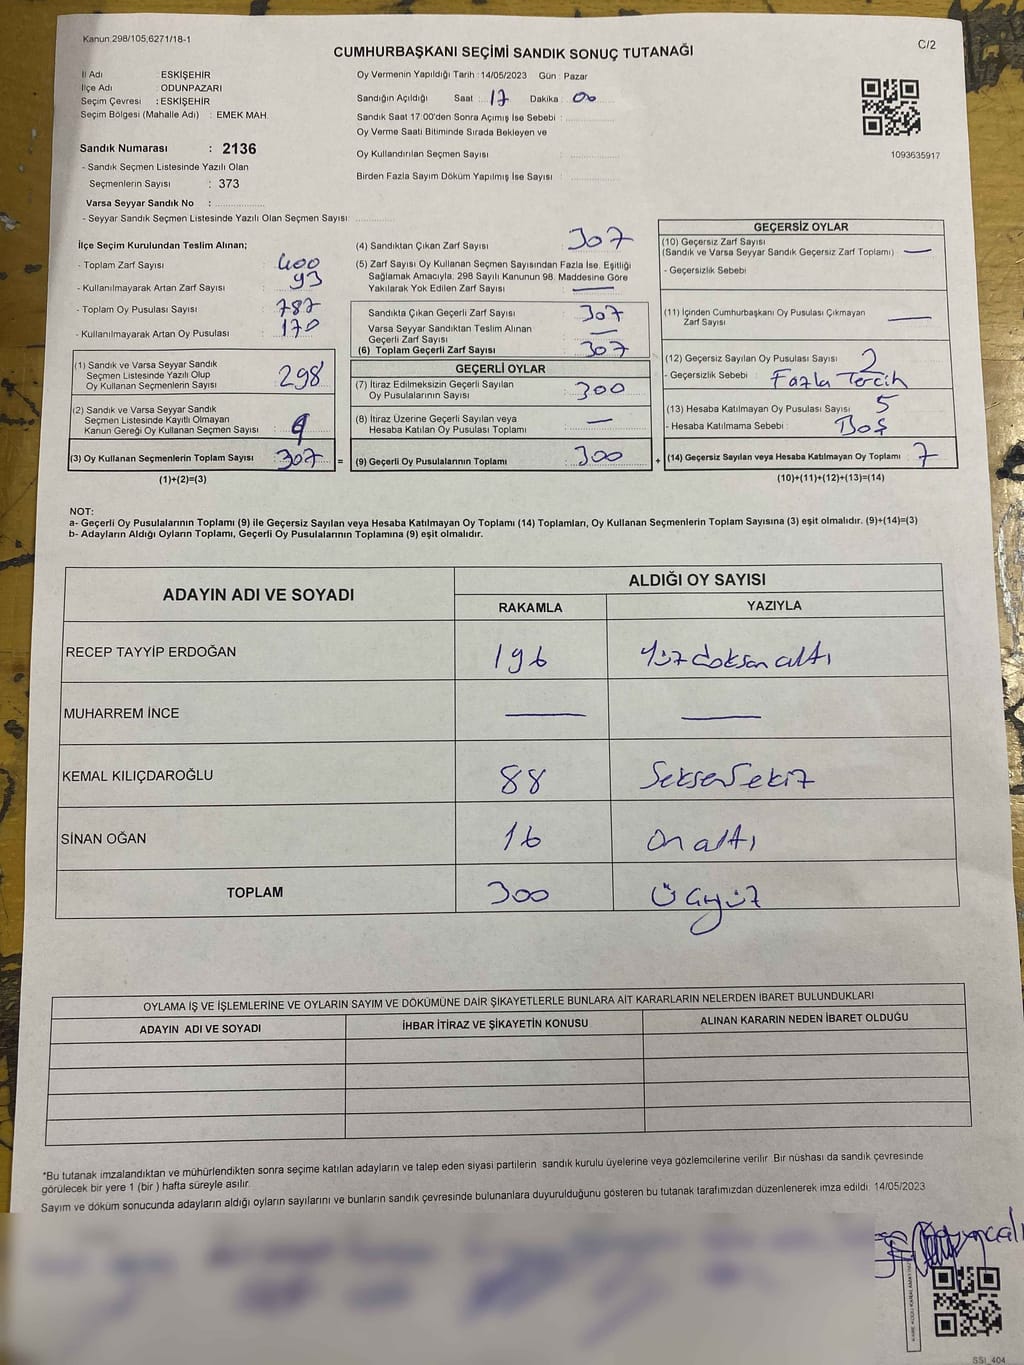 Kanun:298/105,6271/18-1
CUMHURBAŞKANI SEÇİMİ SANDIK SONUÇ TUTANAĞI
C/2
İl Adı : ESKİŞEHİR
İlçe Adı : ODUNPAZARI
Seçim Çevresi : ESKİŞEHİR
Seçim Bölgesi (Mahalle Adı) : EMEK MAH.
Sandık Numarası : 2136
- Sandık Seçmen Listesinde Yazılı Olan
Seçmenlerin Sayısı : 373
Varsa Seyyar Sandık No :
- Seyyar Sandık Seçmen Listesinde Yazılı Olan Seçmen Sayısı:
Oy Vermenin Yapıldığı Tarih : 14/05/2023 Gün : Pazar
Sandığın Açıldığı Saat : 17 Dakika : 00
Sandık Saat 17:00'den Sonra Açımış İse Sebebi :
Oy Verme Saati Bitiminde Sırada Bekleyen ve
Oy Kullandırılan Seçmen Sayısı :
Birden Fazla Sayım Döküm Yapılmış İse Sayısı :
1093635917
İlçe Seçim Kurulundan Teslim Alınan;
- Toplam Zarf Sayısı : 400
- Kullanılmayarak Artan Zarf Sayısı : 93
- Toplam Oy Pusulası Sayısı : 787
- Kullanılmayarak Artan Oy Pusulası : 170
(1) Sandık ve Varsa Seyyar Sandık
Seçmen Listesinde Yazılı Olup
Oy Kullanan Seçmenlerin Sayısı : 298
(2) Sandık ve Varsa Seyyar Sandık
Seçmen Listesinde Kayıtlı Olmayan
Kanun Gereği Oy Kullanan Seçmen Sayısı : 9
(3) Oy Kullanan Seçmenlerin Toplam Sayısı : 307 =
(1)+(2)=(3)
(4) Sandıktan Çıkan Zarf Sayısı : 307
(5) Zarf Sayısı Oy Kullanan Seçmen Sayısından Fazla İse, Eşitliği
Sağlamak Amacıyla, 298 Sayılı Kanunun 98. Maddesine Göre
Yakılarak Yok Edilen Zarf Sayısı : —
Sandıkta Çıkan Geçerli Zarf Sayısı : 307
Varsa Seyyar Sandıktan Teslim Alınan
Geçerli Zarf Sayısı : —
(6) Toplam Geçerli Zarf Sayısı : 307
GEÇERLİ OYLAR
(7) İtiraz Edilmeksizin Geçerli Sayılan
Oy Pusulalarının Sayısı : 300
(8) İtiraz Üzerine Geçerli Sayılan veya
Hesaba Katılan Oy Pusulası Toplamı : —
(9) Geçerli Oy Pusulalarının Toplamı : 300 +
GEÇERSİZ OYLAR
(10) Geçersiz Zarf Sayısı
(Sandık ve Varsa Seyyar Sandık Geçersiz Zarf Toplamı) : —
- Geçersizlik Sebebi
(11) İçinden Cumhurbaşkanı Oy Pusulası Çıkmayan
Zarf Sayısı —
(12) Geçersiz Sayılan Oy Pusulası Sayısı : 2
- Geçersizlik Sebebi : Fazla Tercih
(13) Hesaba Katılmayan Oy Pusulası Sayısı : 5
- Hesaba Katılmama Sebebi : Boş
(14) Geçersiz Sayılan veya Hesaba Katılmayan Oy Toplamı : 7
(10)+(11)+(12)+(13)=(14)
NOT:
a- Geçerli Oy Pusulalarının Toplamı (9) ile Geçersiz Sayılan veya Hesaba Katılmayan Oy Toplamı (14) Toplamları, Oy Kullanan Seçmenlerin Toplam Sayısına (3) eşit olmalıdır. (9)+(14)=(3)
b- Adayların Aldığı Oyların Toplamı, Geçerli Oy Pusulalarının Toplamına (9) eşit olmalıdır.
ADAYIN ADI VE SOYADI
ALDIĞI OY SAYISI
RAKAMLA YAZIYLA
RECEP TAYYİP ERDOĞAN 196 Yüz doksan altı
MUHARREM İNCE — —
KEMAL KILIÇDAROĞLU 88 Seksen Sekiz
SİNAN OĞAN 16 On altı
TOPLAM 300 Üçyüz
OYLAMA İŞ VE İŞLEMLERİNE VE OYLARIN SAYIM VE DÖKÜMÜNE DAİR ŞİKAYETLERLE BUNLARA AİT KARARLARIN NELERDEN İBARET BULUNDUKLARI
ADAYIN ADI VE SOYADI İHBAR İTİRAZ VE ŞİKAYETİN KONUSU ALINAN KARARIN NEDEN İBARET OLDUĞU
*Bu tutanak imzalandıktan ve mühürlendikten sonra seçime katılan adayların ve talep eden siyasi partilerin sandık kurulu üyelerine veya gözlemcilerine verilir. Bir nüshası da sandık çevresinde
görülecek bir yere 1 (bir ) hafta süreyle asılır.
Sayım ve döküm sonucunda adayların aldığı oyların sayılarını ve bunların sandık çevresinde bulunanlara duyurulduğunu gösteren bu tutanak tarafımızdan düzenlenerek imza edildi. 14/05/2023
SSI_404